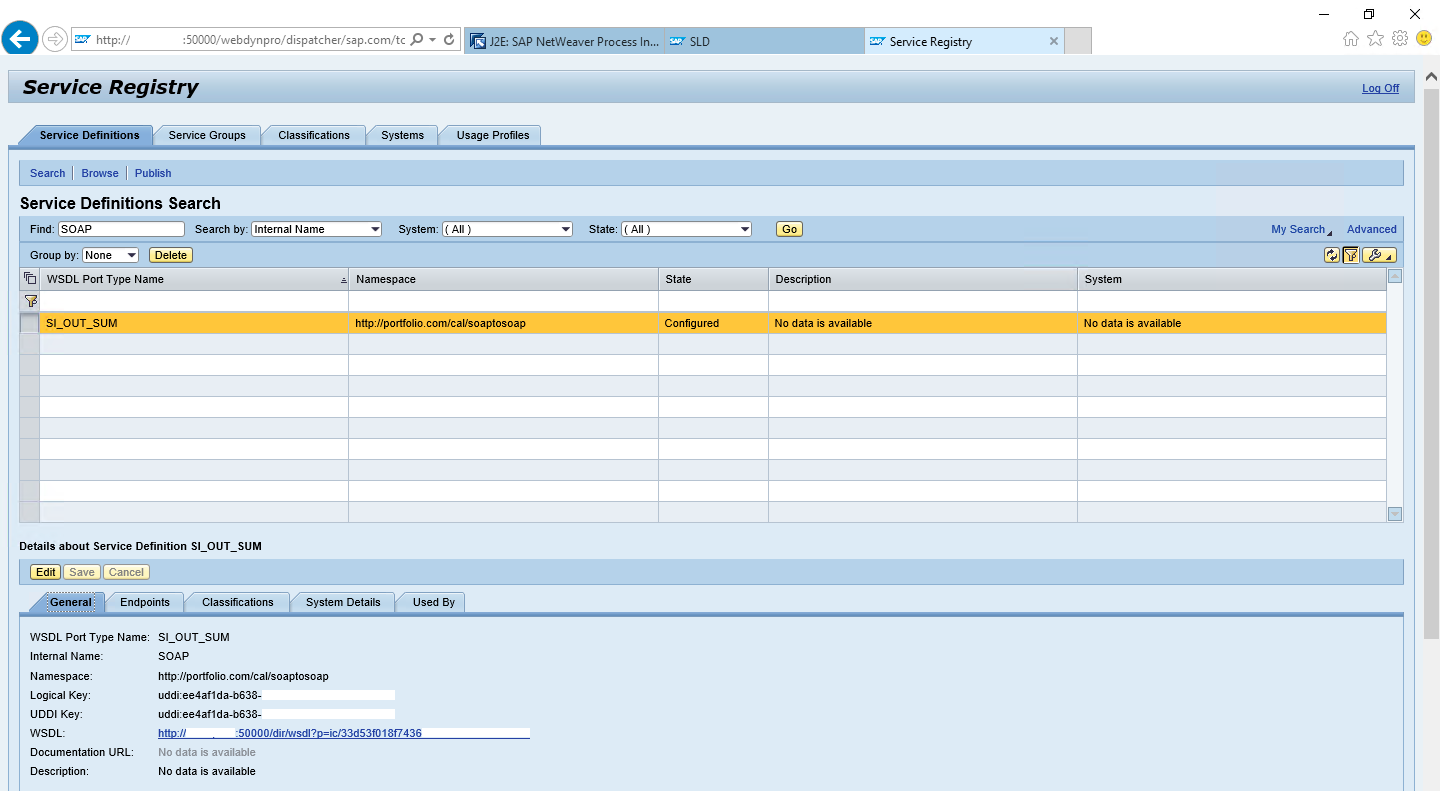 http:// :50000/webdynpro/dispatcher/sap.com/tc
J2E: SAP NetWeaver Process In...
SAP SLD
SAP Service Registry
Service Registry
Log Off
Service Definitions Service Groups Classifications Systems Usage Profiles
Search Browse Publish
Service Definitions Search
Find: SOAP Search by: Internal Name System: ( All ) State: ( All ) Go My Search Advanced
Group by: None Delete
WSDL Port Type Name Namespace State Description System
SI_OUT_SUM http://portfolio.com/cal/soaptosoap Configured No data is available No data is available
Details about Service Definition SI_OUT_SUM
Edit Save Cancel
General Endpoints Classifications System Details Used By
WSDL Port Type Name: SI_OUT_SUM
Internal Name: SOAP
Namespace: http://portfolio.com/cal/soaptosoap
Logical Key: uddi:ee4af1da-b638-
UDDI Key: uddi:ee4af1da-b638-
WSDL: http:// :50000/dir/wsdl?p=ic/33d53f018f7436
Documentation URL: No data is available
Description: No data is available